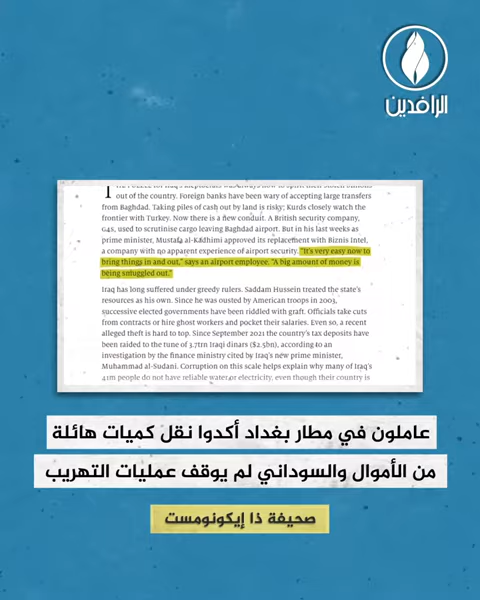 الرافدين
out of the country. Foreign banks have been wary of accepting large transfers
from Baghdad. Taking piles of cash out by land is risky; Kurds closely watch the
frontier with Turkey. Now there is a new conduit. A British security company,
G4S, used to scrutinise cargo leaving Baghdad airport. But in his last weeks as
prime minister, Mustafa al-Kadhimi approved its replacement with Biznis Intel,
a company with no apparent experience of airport security. “It’s very easy now to
bring things in and out,” says an airport employee. “A big amount of money is
being smuggled out.”
Iraq has long suffered under greedy rulers. Saddam Hussein treated the state’s
resources as his own. Since he was ousted by American troops in 2003,
successive elected governments have been riddled with graft. Officials take cuts
from contracts or hire ghost workers and pocket their salaries. Even so, a recent
alleged theft is hard to top. Since September 2021 the country’s tax deposits have
been raided to the tune of 3.7trn Iraqi dinars ($2.5bn), according to an
investigation by the finance ministry cited by Iraq’s new prime minister,
Muhammad al-Sudani. Corruption on this scale helps explain why many of Iraq’s
41m people do not have reliable water or electricity, even though their country is
عاملون في مطار بغداد أكدوا نقل كميات هائلة
من الأموال والسوداني لم يوقف عمليات التهريب
صحيفة ذا إيكونومست